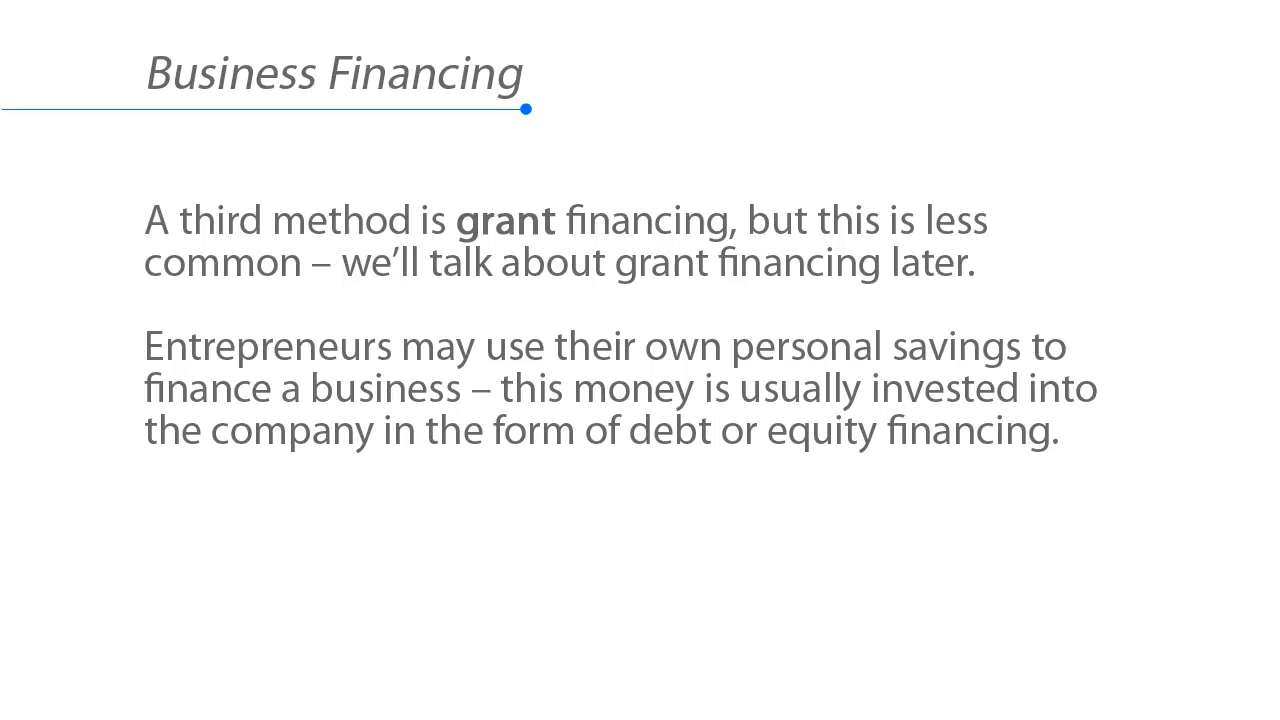 Business Financing
A third method is grant financing, but this is less
common – we’ll talk about grant financing later.
Entrepreneurs may use their own personal savings to
finance a business – this money is usually invested into
the company in the form of debt or equity financing.